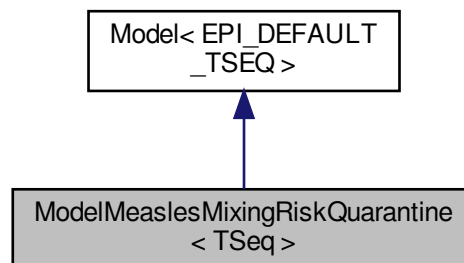 Model< EPI_DEFAULT
_TSEQ >
ModelMeaslesMixingRiskQuarantine
< TSeq >